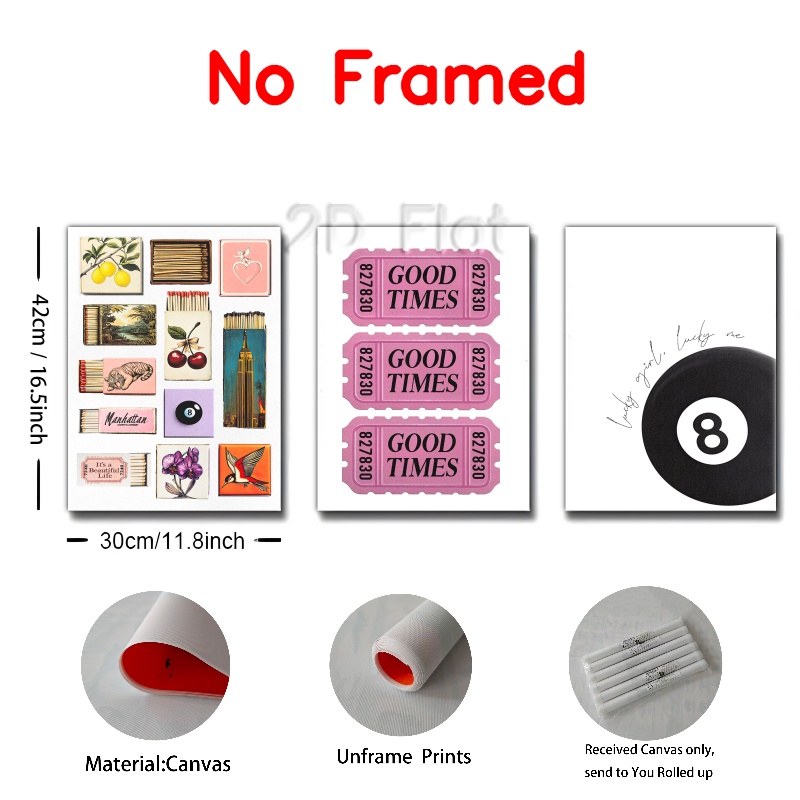 No Framed
2D Flat
42cm / 16.5inch
30cm/11.8inch
Manhattan
8
It's a
Beautiful
Life
827830
GOOD
TIMES
827830
827830
GOOD
TIMES
827830
827830
GOOD
TIMES
827830
lucky girl, lucky me
8
Material:Canvas
Unframe Prints
Received Canvas only,
send to You Rolled up